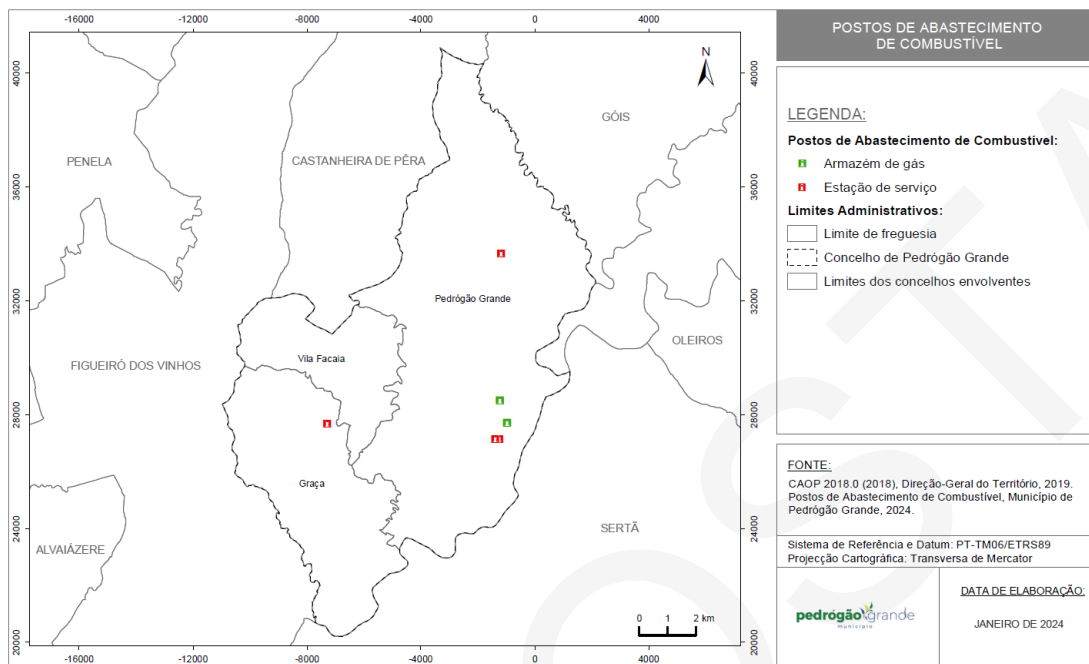 -16000 -12000 -8000 -4000 0 4000
40000 40000
36000 36000
32000 32000
28000 28000
24000 24000
20000 20000
-16000 -12000 -8000 -4000 0 4000
N
GÓIS
PENELA
CASTANHEIRA DE PÊRA
Pedrógão Grande
OLEIROS
Vila Facaia
FIGUEIRÓ DOS VINHOS
Graça
SERTÃ
ALVAIÁZERE
0 1 2 km
POSTOS DE ABASTECIMENTO
DE COMBUSTÍVEL
LEGENDA:
Postos de Abastecimento de Combustível:
Armazém de gás
Estação de serviço
Limites Administrativos:
Limite de freguesia
Concelho de Pedrógão Grande
Limites dos concelhos envolventes
FONTE:
CAOP 2018.0 (2018), Direção-Geral do Território, 2019.
Postos de Abastecimento de Combustível, Município de
Pedrógão Grande, 2024.
Sistema de Referência e Datum: PT-TM06/ETRS89
Projecção Cartográfica: Transversa de Mercator
pedrógão grande
município
DATA DE ELABORAÇÃO:
JANEIRO DE 2024